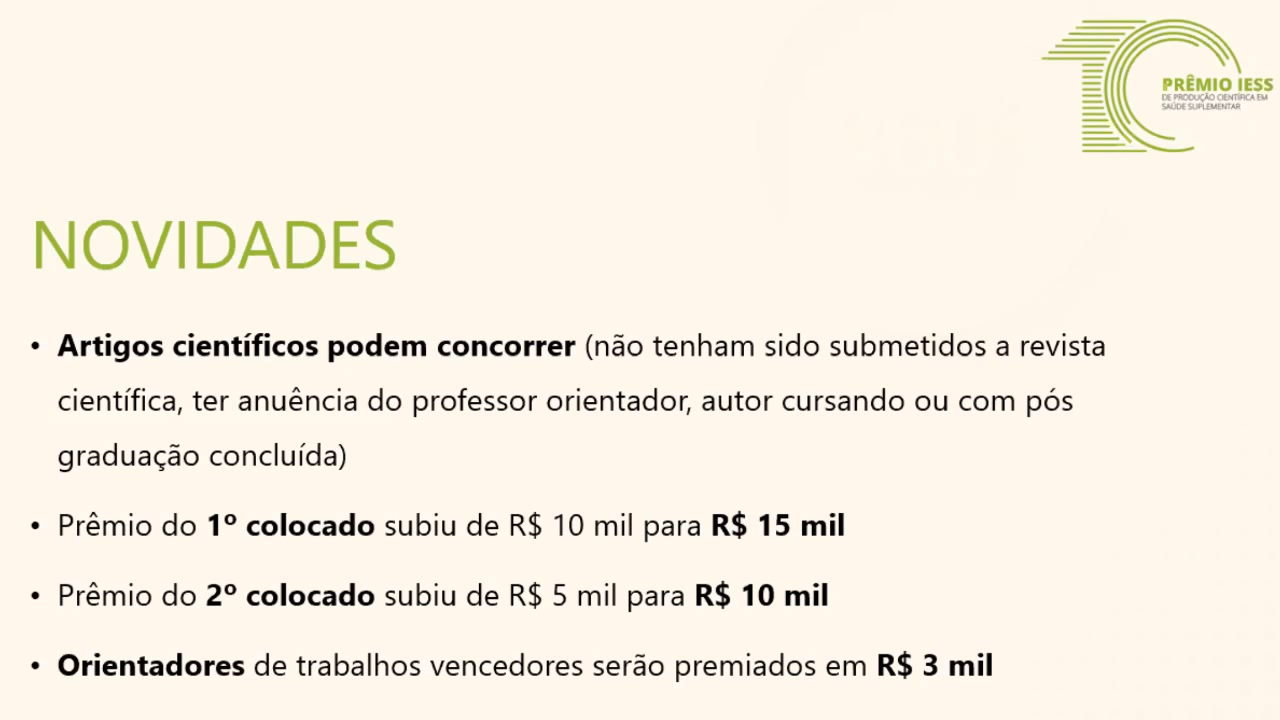 PRÊMIO IESS
DE PRODUÇÃO CIENTÍFICA EM
SAÚDE SUPLEMENTAR
NOVIDADES
• Artigos científicos podem concorrer (não tenham sido submetidos a revista
científica, ter anuência do professor orientador, autor cursando ou com pós
graduação concluída)
• Prêmio do 1º colocado subiu de R$ 10 mil para R$ 15 mil
• Prêmio do 2º colocado subiu de R$ 5 mil para R$ 10 mil
• Orientadores de trabalhos vencedores serão premiados em R$ 3 mil